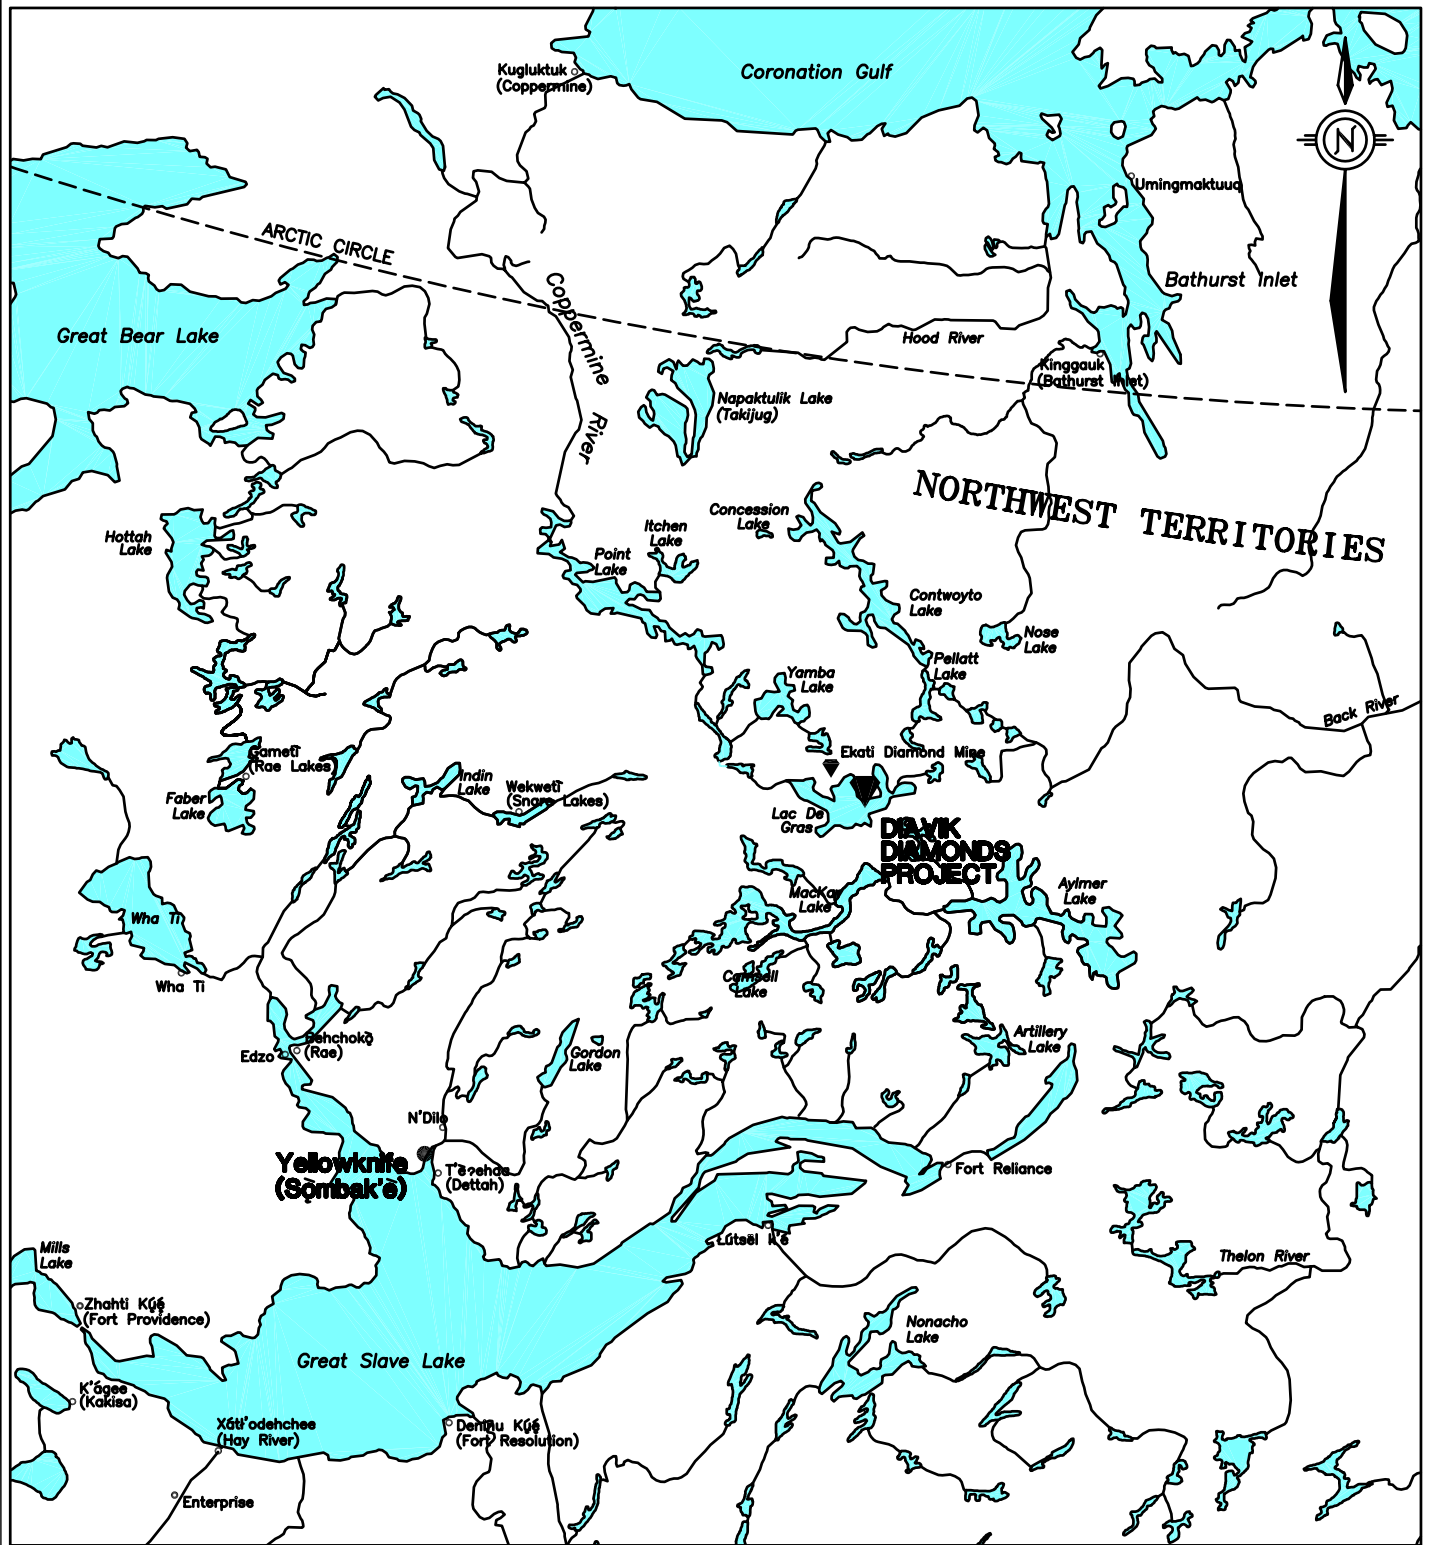 Kugluktuk
(Coppermine)
Coronation Gulf
N
Umingmaktuuq
ARCTIC CIRCLE
Bathurst Inlet
Great Bear Lake
Coppermine River
Hood River
Kinggauk
(Bathurst Inlet)
Napaktulik Lake
(Takijug)
NORTHWEST TERRITORIES
Hottah
Lake
Concession
Lake
Itchen
Lake
Point
Lake
Contwoyto
Lake
Nose
Lake
Pellatt
Lake
Yamba
Lake
Back River
Gametì
(Rae Lakes)
Ekati Diamond Mine
Indin
Lake
Wekwetì
(Snare Lakes)
Faber
Lake
Lac De
Gras
DIAVIK
DIAMONDS
PROJECT
MacKay
Lake
Aylmer
Lake
Wha Ti
Wha Ti
Camsell
Lake
Behchokǫ̀
(Rae)
Edzo
Gordon
Lake
Artillery
Lake
N'Dilo
Yellowknife
(Sǫ̀mbak'è)
T'èɂehdaa
(Dettah)
Fort Reliance
Łútsël K'é
Mills
Lake
Thelon River
Zhahti Kų́ę́
(Fort Providence)
Nonacho
Lake
Great Slave Lake
K'ágee
(Kakisa)
Xátł'odehchee
(Hay River)
Deninu Kų́ę́
(Fort Resolution)
Enterprise